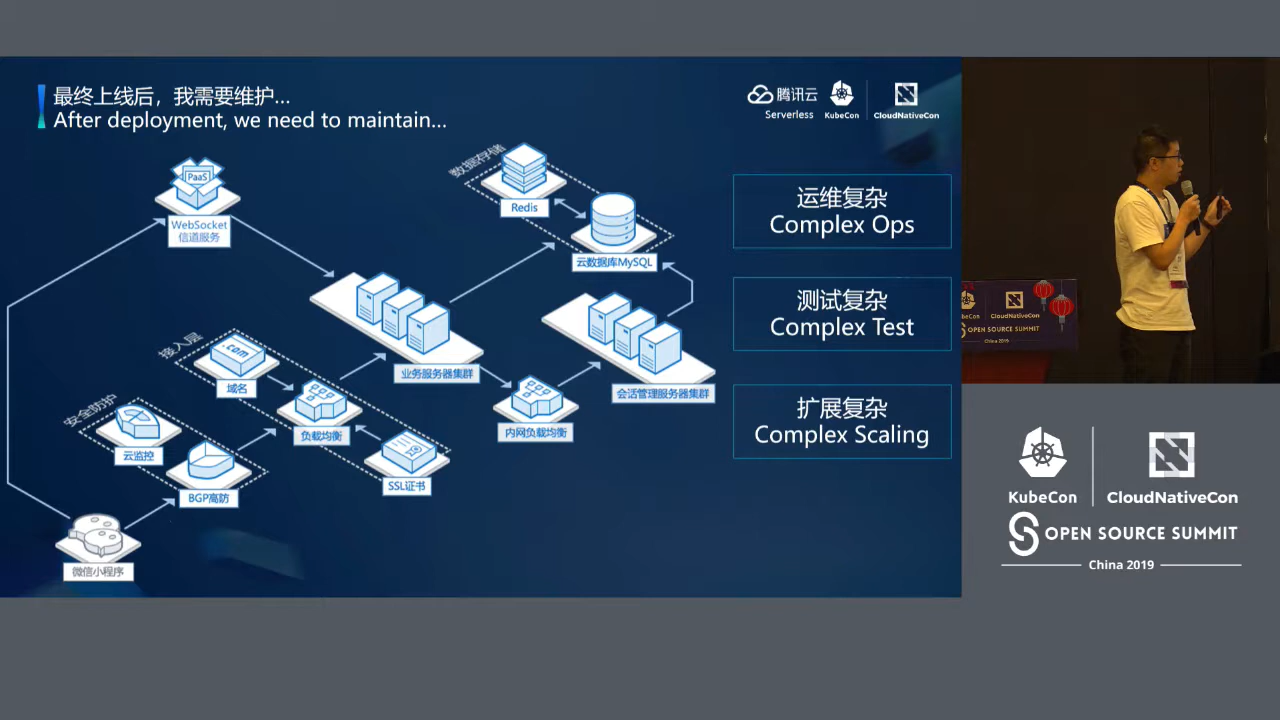 最终上线后，我需要维护...
After deployment, we need to maintain...
腾讯云
Serverless
KubeCon
CloudNativeCon
数据存储
PaaS
WebSocket
信道服务
Redis
云数据库MySQL
运维复杂
Complex Ops
测试复杂
Complex Test
扩展复杂
Complex Scaling
接入层
.com
域名
业务服务器集群
会话管理服务器集群
安全防护
云监控
负载均衡
内网负载均衡
BGP高防
SSL证书
微信小程序
CloudNativeCon
OPEN SOURCE SUMMIT
China 2019
KubeCon
CloudNativeCon
OPEN SOURCE SUMMIT
China 2019